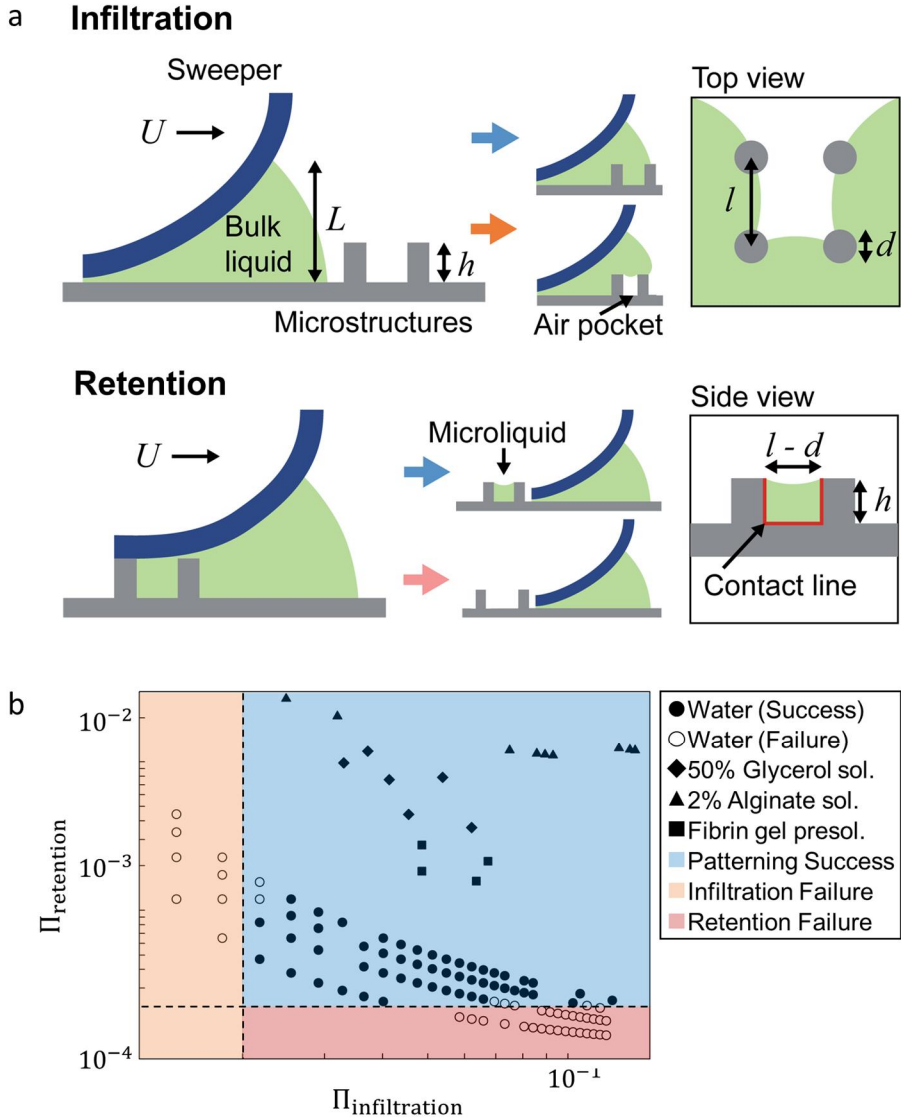 a Infiltration
Sweeper
U
L
Bulk
liquid
h
Microstructures
Air pocket
Top view
l
d
Retention
U
Microliquid
Side view
l - d
h
Contact line
b
Π_retention
10⁻²
10⁻³
10⁻⁴
10⁻¹
Π_infiltration
Water (Success)
Water (Failure)
50% Glycerol sol.
2% Alginate sol.
Fibrin gel presol.
Patterning Success
Infiltration Failure
Retention Failure